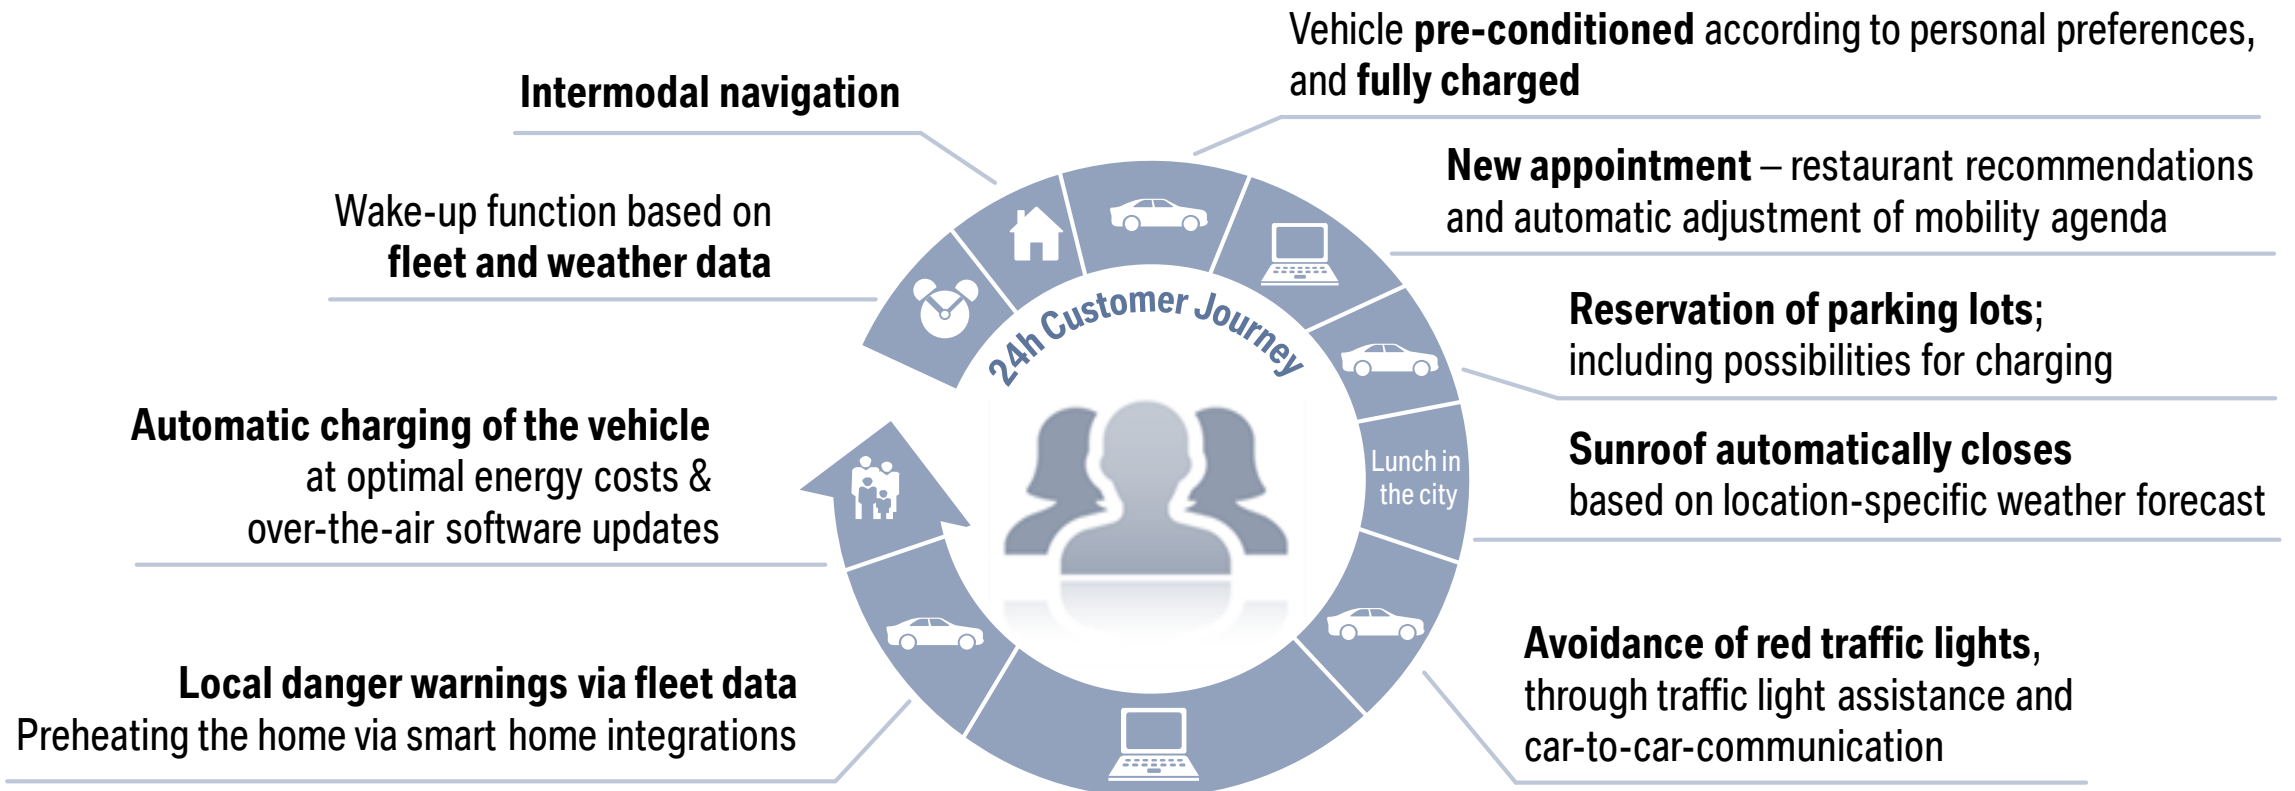 Vehicle pre-conditioned according to personal preferences,
and fully charged
Intermodal navigation
New appointment – restaurant recommendations
and automatic adjustment of mobility agenda
Wake-up function based on
fleet and weather data
Reservation of parking lots;
including possibilities for charging
24h Customer Journey
Automatic charging of the vehicle
at optimal energy costs &
over-the-air software updates
Lunch in
the city
Sunroof automatically closes
based on location-specific weather forecast
Avoidance of red traffic lights,
through traffic light assistance and
car-to-car-communication
Local danger warnings via fleet data
Preheating the home via smart home integrations